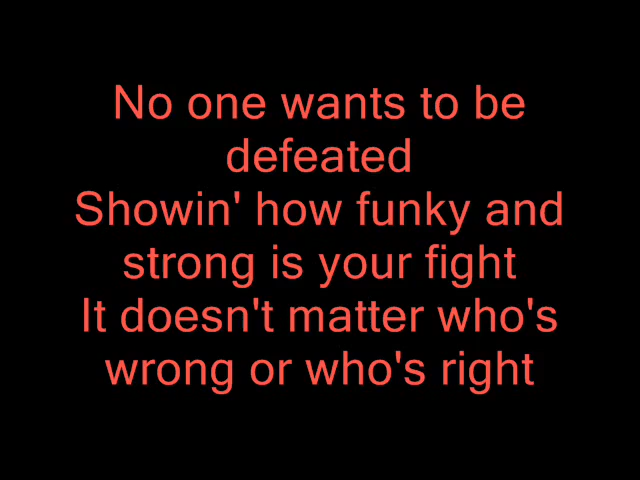 No one wants to be
defeated
Showin' how funky and
strong is your fight
It doesn't matter who's
wrong or who's right